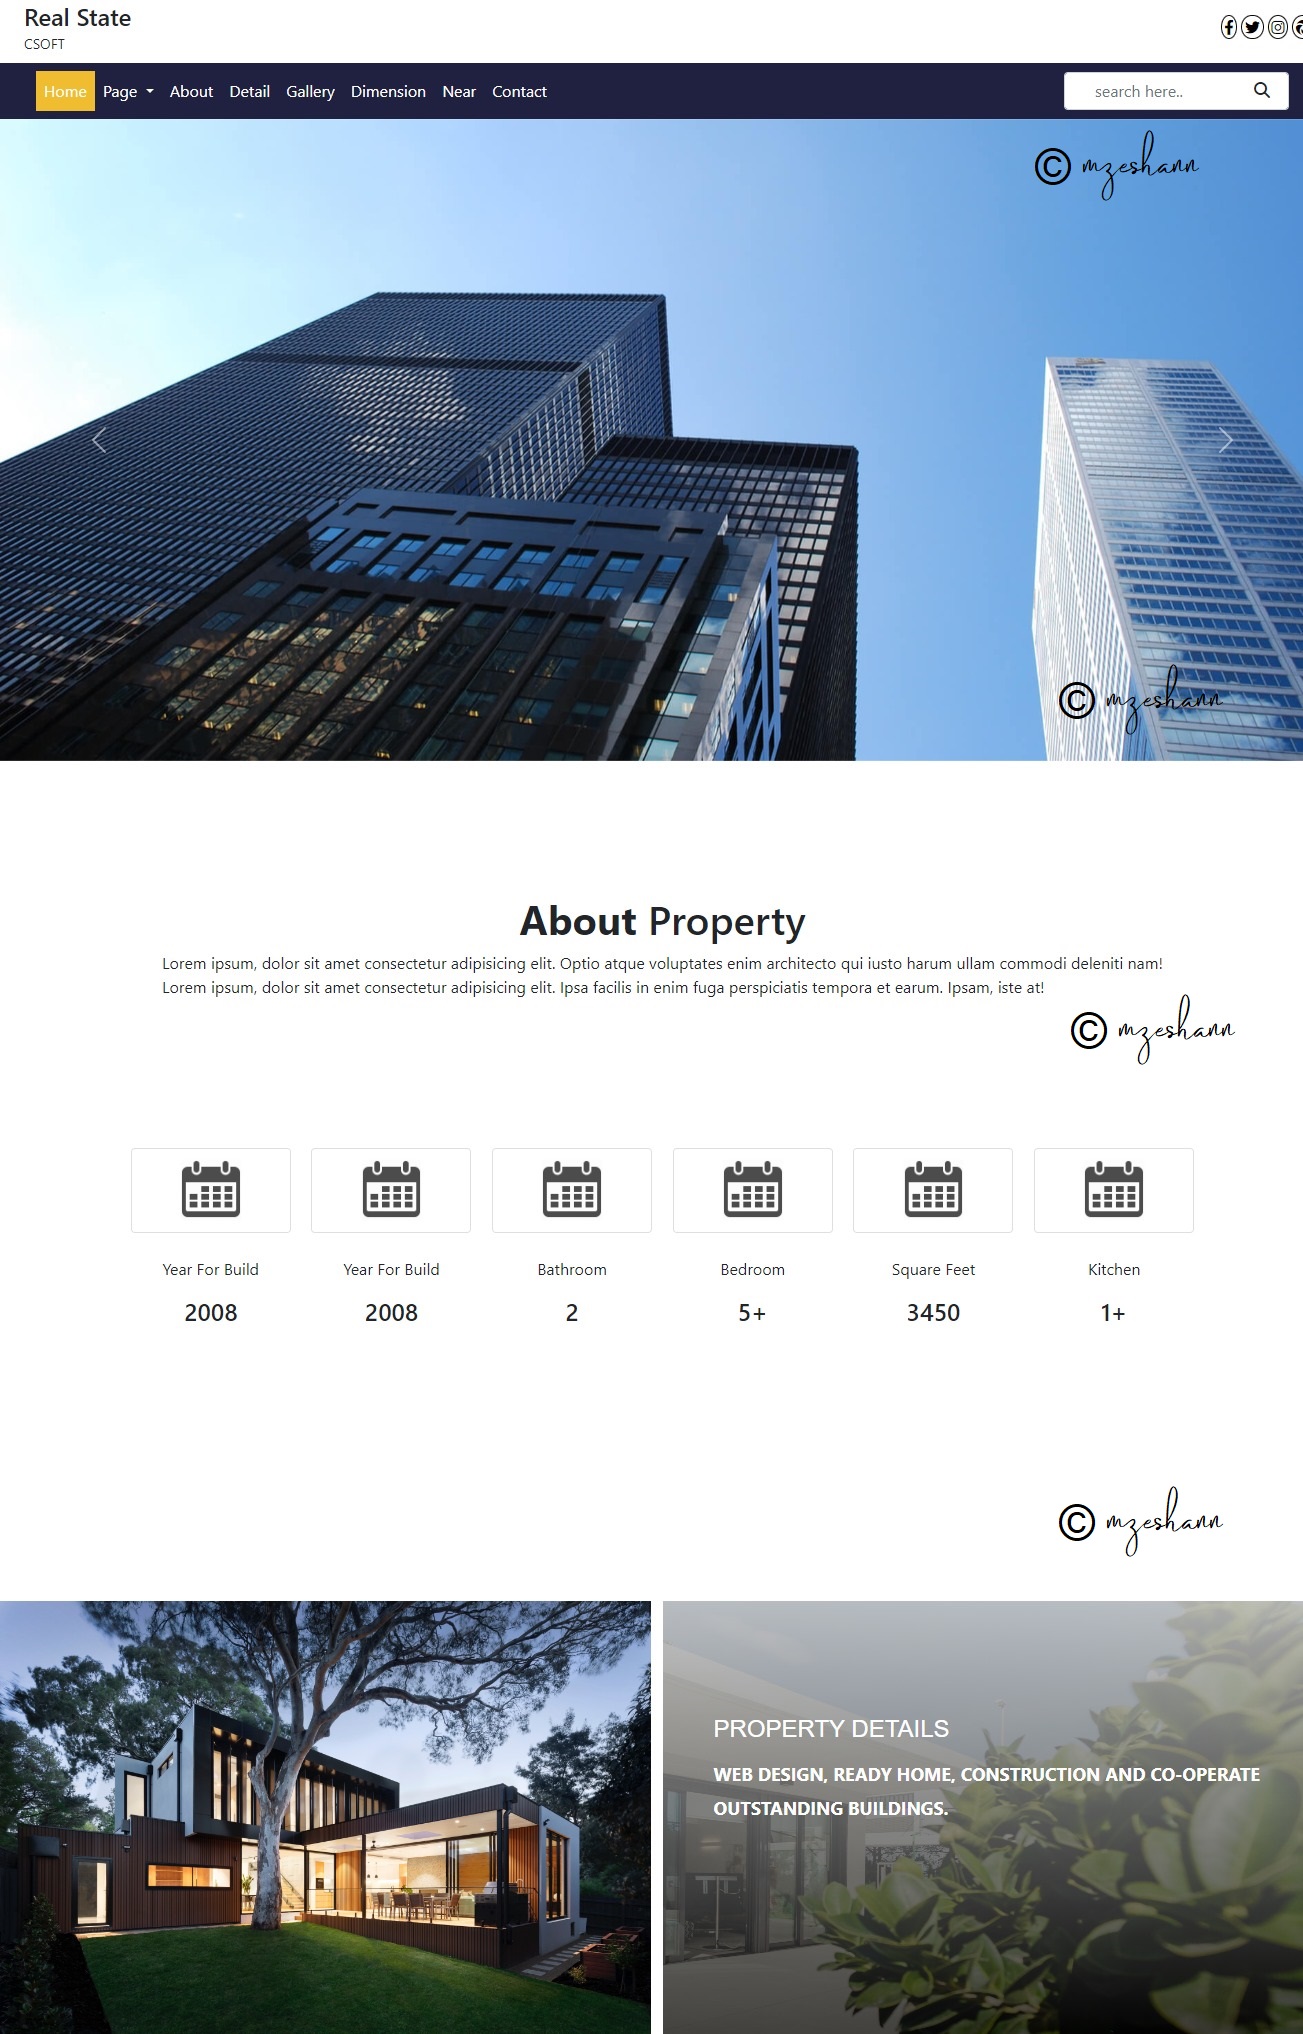 Real State
CSOFT
Home Page About Detail Gallery Dimension Near Contact search here..
© mzeshann
© mzeshann
About Property
Lorem ipsum, dolor sit amet consectetur adipisicing elit. Optio atque voluptates enim architecto qui iusto harum ullam commodi deleniti nam!
Lorem ipsum, dolor sit amet consectetur adipisicing elit. Ipsa facilis in enim fuga perspiciatis tempora et earum. Ipsam, iste at!
© mzeshann
Year For Build Year For Build Bathroom Bedroom Square Feet Kitchen
2008 2008 2 5+ 3450 1+
© mzeshann
PROPERTY DETAILS
WEB DESIGN, READY HOME, CONSTRUCTION AND CO-OPERATE
OUTSTANDING BUILDINGS.